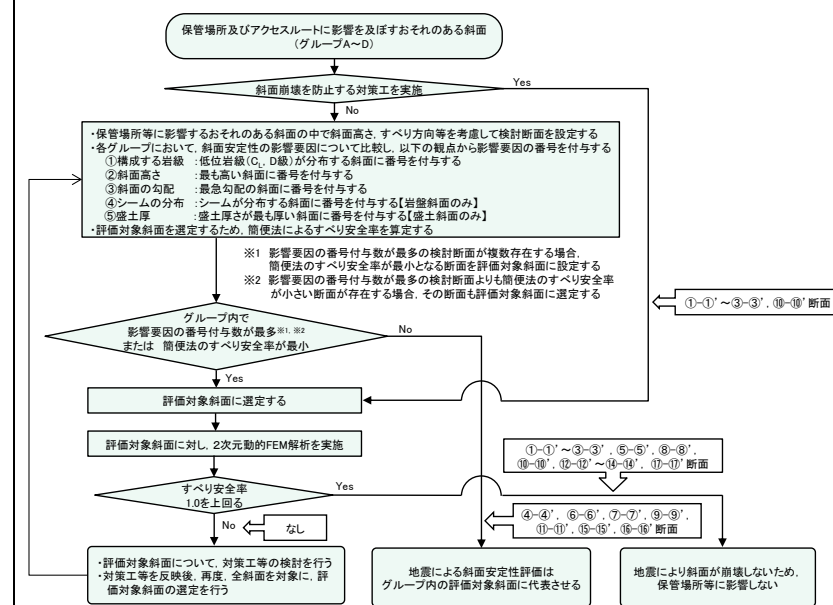 保管場所及びアクセスルートに影響を及ぼすおそれのある斜面
(グループA～D)
斜面崩壊を防止する対策工を実施
Yes
No
・保管場所等に影響するおそれのある斜面の中で斜面高さ，すべり方向等を考慮して検討断面を設定する
・各グループにおいて，斜面安定性の影響要因について比較し，以下の観点から影響要因の番号を付与する
①構成する岩級　：低位岩級(CL，D級)が分布する斜面に番号を付与する
②斜面高さ　：最も高い斜面に番号を付与する
③斜面の勾配　：最急勾配の斜面に番号を付与する
④シームの分布　：シームが分布する斜面に番号を付与する【岩盤斜面のみ】
⑤盛土厚　：盛土厚さが最も厚い斜面に番号を付与する【盛土斜面のみ】
・評価対象斜面を選定するため，簡便法によるすべり安全率を算定する
※1　影響要因の番号付与数が最多の検討断面が複数存在する場合，
簡便法のすべり安全率が最小となる断面を評価対象斜面に設定する
※2　影響要因の番号付与数が最多の検討断面よりも簡便法のすべり安全率
が小さい断面が存在する場合，その断面も評価対象斜面に選定する
①-①’～③-③’，⑩-⑩’断面
グループ内で
影響要因の番号付与数が最多※1，※2
または　簡便法のすべり安全率が最小
No
Yes
評価対象斜面に選定する
評価対象斜面に対し，2次元動的FEM解析を実施
①-①’～③-③’，⑤-⑤’，⑧-⑧’，
⑩-⑩’，⑫-⑫’～⑭-⑭’，⑰-⑰’断面
すべり安全率
1.0を上回る
Yes
No
なし
④-④’，⑥-⑥’，⑦-⑦’，⑨-⑨’，
⑪-⑪’，⑮-⑮’，⑯-⑯’断面
・評価対象斜面について，対策工等の検討を行う
・対策工等を反映後，再度，全斜面を対象に，評
価対象斜面の選定を行う
地震による斜面安定性評価は
グループ内の評価対象斜面に代表させる
地震により斜面が崩壊しないため，
保管場所等に影響しない